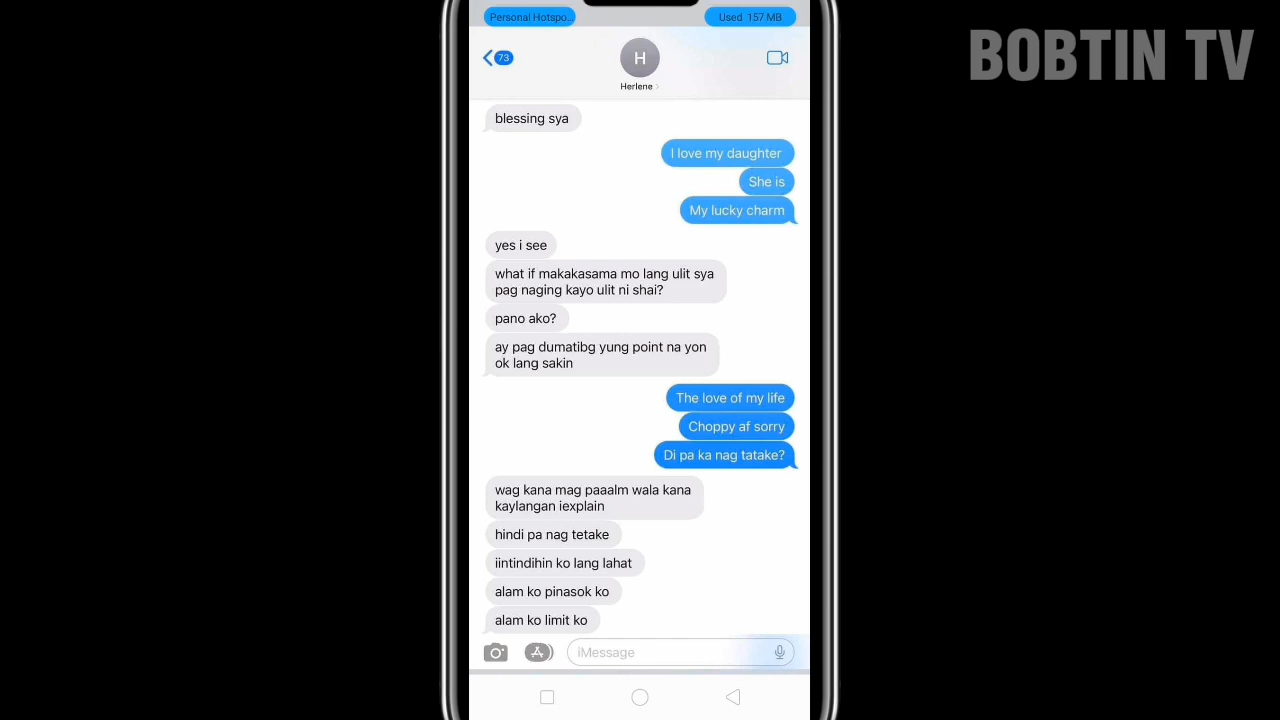 Personal Hotspo...
Used 157 MB
BOBTIN TV
73
H
Herlene
blessing sya
I love my daughter
She is
My lucky charm
yes i see
what if makakasama mo lang ulit sya
pag naging kayo ulit ni shai?
pano ako?
ay pag dumatibg yung point na yon
ok lang sakin
The love of my life
Choppy af sorry
Di pa ka nag tatake?
wag kana mag paaalm wala kana
kaylangan iexplain
hindi pa nag tetake
iintindihin ko lang lahat
alam ko pinasok ko
alam ko limit ko
iMessage